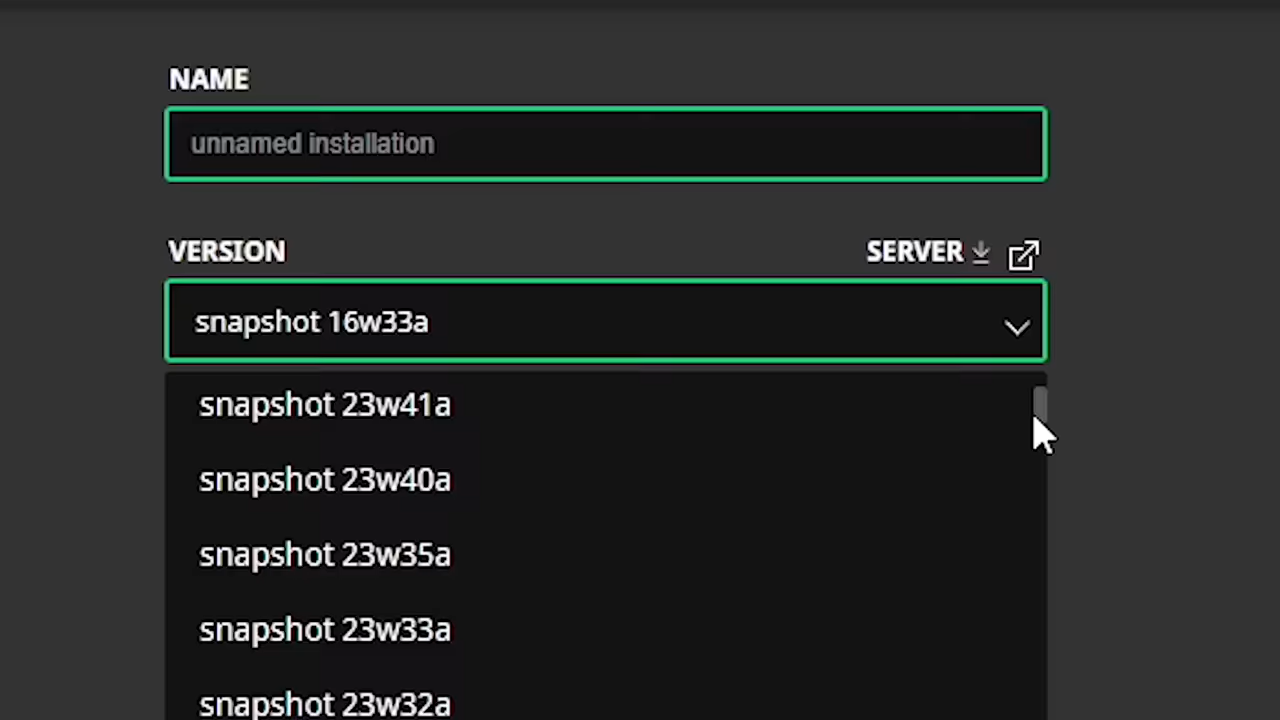 NAME
unnamed installation
VERSION
SERVER
snapshot 16w33a
snapshot 23w41a
snapshot 23w40a
snapshot 23w35a
snapshot 23w33a
snapshot 23w32a